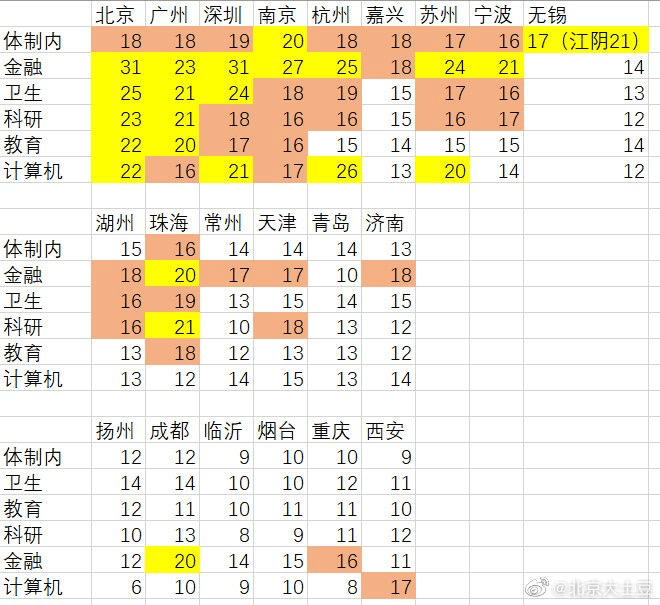 北京 广州 深圳 南京 杭州 嘉兴 苏州 宁波 无锡
体制内 18 18 19 20 18 18 17 16 17（江阴21）
金融 31 23 31 27 25 18 24 21 14
卫生 25 21 24 18 19 15 17 16 13
科研 23 21 18 16 16 15 16 17 12
教育 22 20 17 16 15 14 15 15 14
计算机 22 16 21 17 26 13 20 14 12
湖州 珠海 常州 天津 青岛 济南
体制内 15 16 14 14 14 13
金融 18 20 17 17 10 18
卫生 16 19 13 15 14 15
科研 16 21 10 18 13 12
教育 13 18 12 13 13 12
计算机 13 12 14 15 13 14
扬州 成都 临沂 烟台 重庆 西安
体制内 12 12 9 10 10 9
卫生 14 14 10 10 12 11
教育 12 11 10 11 11 10
科研 10 13 8 9 11 12
金融 12 20 14 15 16 11
计算机 6 10 9 10 8 17
@北京大土豆